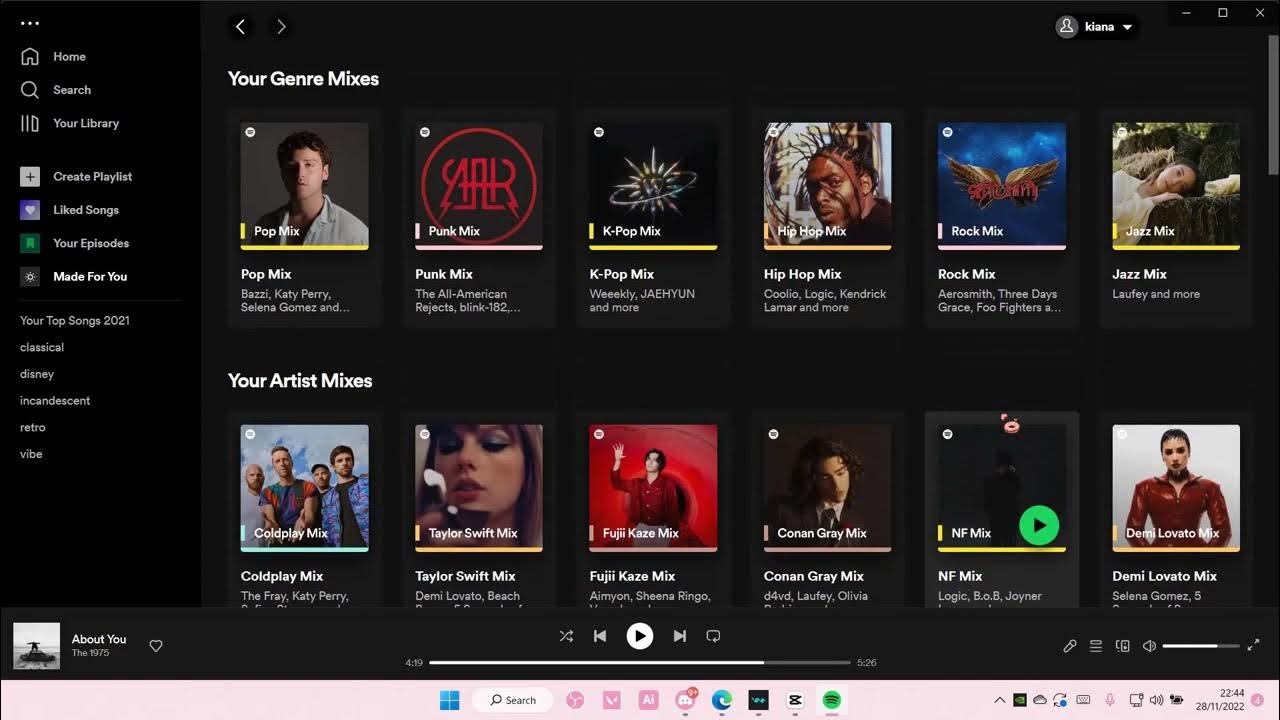 Home
Search
Your Library
Create Playlist
Liked Songs
Your Episodes
Made For You
Your Top Songs 2021
classical
disney
incandescent
retro
vibe
kiana
Your Genre Mixes
Pop Mix
Punk Mix
K-Pop Mix
Hip Hop Mix
Rock Mix
Jazz Mix
Pop Mix
Bazzi, Katy Perry,
Selena Gomez and...
Punk Mix
The All-American
Rejects, blink-182,...
K-Pop Mix
Weeekly, JAEHYUN
and more
Hip Hop Mix
Coolio, Logic, Kendrick
Lamar and more
Rock Mix
Aerosmith, Three Days
Grace, Foo Fighters a...
Jazz Mix
Laufey and more
Your Artist Mixes
Coldplay Mix
Taylor Swift Mix
Fujii Kaze Mix
Conan Gray Mix
NF Mix
Demi Lovato Mix
Coldplay Mix
The Fray, Katy Perry,
Taylor Swift Mix
Demi Lovato, Beach
Fujii Kaze Mix
Aimyon, Sheena Ringo,
Conan Gray Mix
d4vd, Laufey, Olivia
NF Mix
Logic, B.o.B, Joyner
Demi Lovato Mix
Selena Gomez, 5
About You
The 1975
4:19
5:26
Search
Ai
9+
22:44
28/11/2022
4